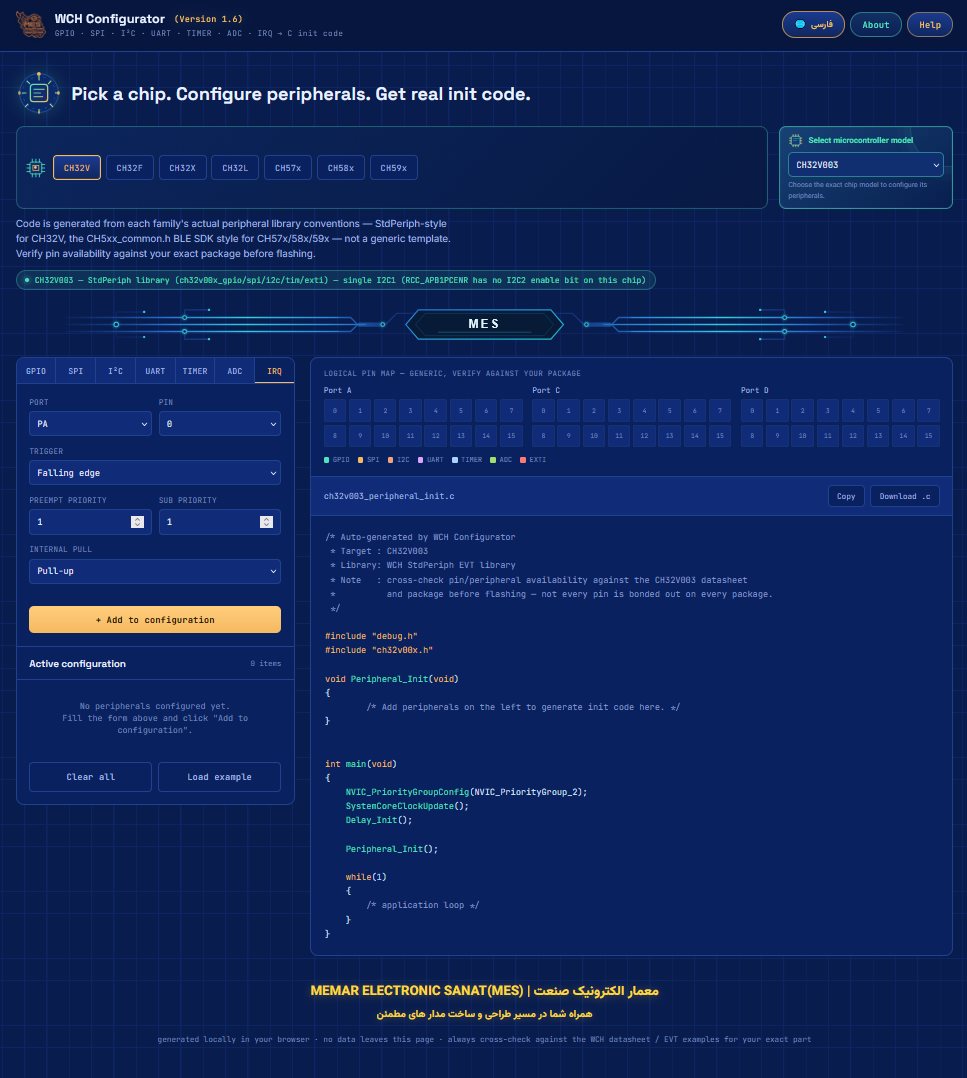 WCH Configurator (Version 1.6)
GPIO · SPI · I²C · UART · TIMER · ADC · IRQ → C init code
فارسی
About
Help
Pick a chip. Configure peripherals. Get real init code.
CH32V CH32F CH32X CH32L CH57x CH58x CH59x
Select microcontroller model
CH32V003
Choose the exact chip model to configure its
peripherals.
Code is generated from each family's actual peripheral library conventions — StdPeriph-style
for CH32V, the CH5xx_common.h BLE SDK style for CH57x/58x/59x — not a generic template.
Verify pin availability against your exact package before flashing.
CH32V003 — StdPeriph library (ch32v00x_gpio/spi/i2c/tim/exti) — single I2C1 (RCC_APB1PCENR has no I2C2 enable bit on this chip)
MES
GPIO SPI I²C UART TIMER ADC IRQ
PORT PIN
PA 0
TRIGGER
Falling edge
PREEMPT PRIORITY SUB PRIORITY
1 1
INTERNAL PULL
Pull-up
+ Add to configuration
Active configuration 0 items
No peripherals configured yet.
Fill the form above and click "Add to
configuration".
Clear all Load example
LOGICAL PIN MAP — GENERIC, VERIFY AGAINST YOUR PACKAGE
Port A Port C Port D
0 1 2 3 4 5 6 7 0 1 2 3 4 5 6 7 0 1 2 3 4 5 6 7
8 9 10 11 12 13 14 15 8 9 10 11 12 13 14 15 8 9 10 11 12 13 14 15
GPIO SPI I2C UART TIMER ADC EXTI
ch32v003_peripheral_init.c Copy Download .c
/* Auto-generated by WCH Configurator
* Target : CH32V003
* Library: WCH StdPeriph EVT library
* Note : cross-check pin/peripheral availability against the CH32V003 datasheet
* and package before flashing — not every pin is bonded out on every package.
*/
#include "debug.h"
#include "ch32v00x.h"
void Peripheral_Init(void)
{
/* Add peripherals on the left to generate init code here. */
}
int main(void)
{
NVIC_PriorityGroupConfig(NVIC_PriorityGroup_2);
SystemCoreClockUpdate();
Delay_Init();
Peripheral_Init();
while(1)
{
/* application loop */
}
}
MEMAR ELECTRONIC SANAT(MES) | معمار الکترونیک صنعت
همراه شما در مسیر طراحی و ساخت مدار های مطمئن
generated locally in your browser · no data leaves this page · always cross-check against the WCH datasheet / EVT examples for your exact part